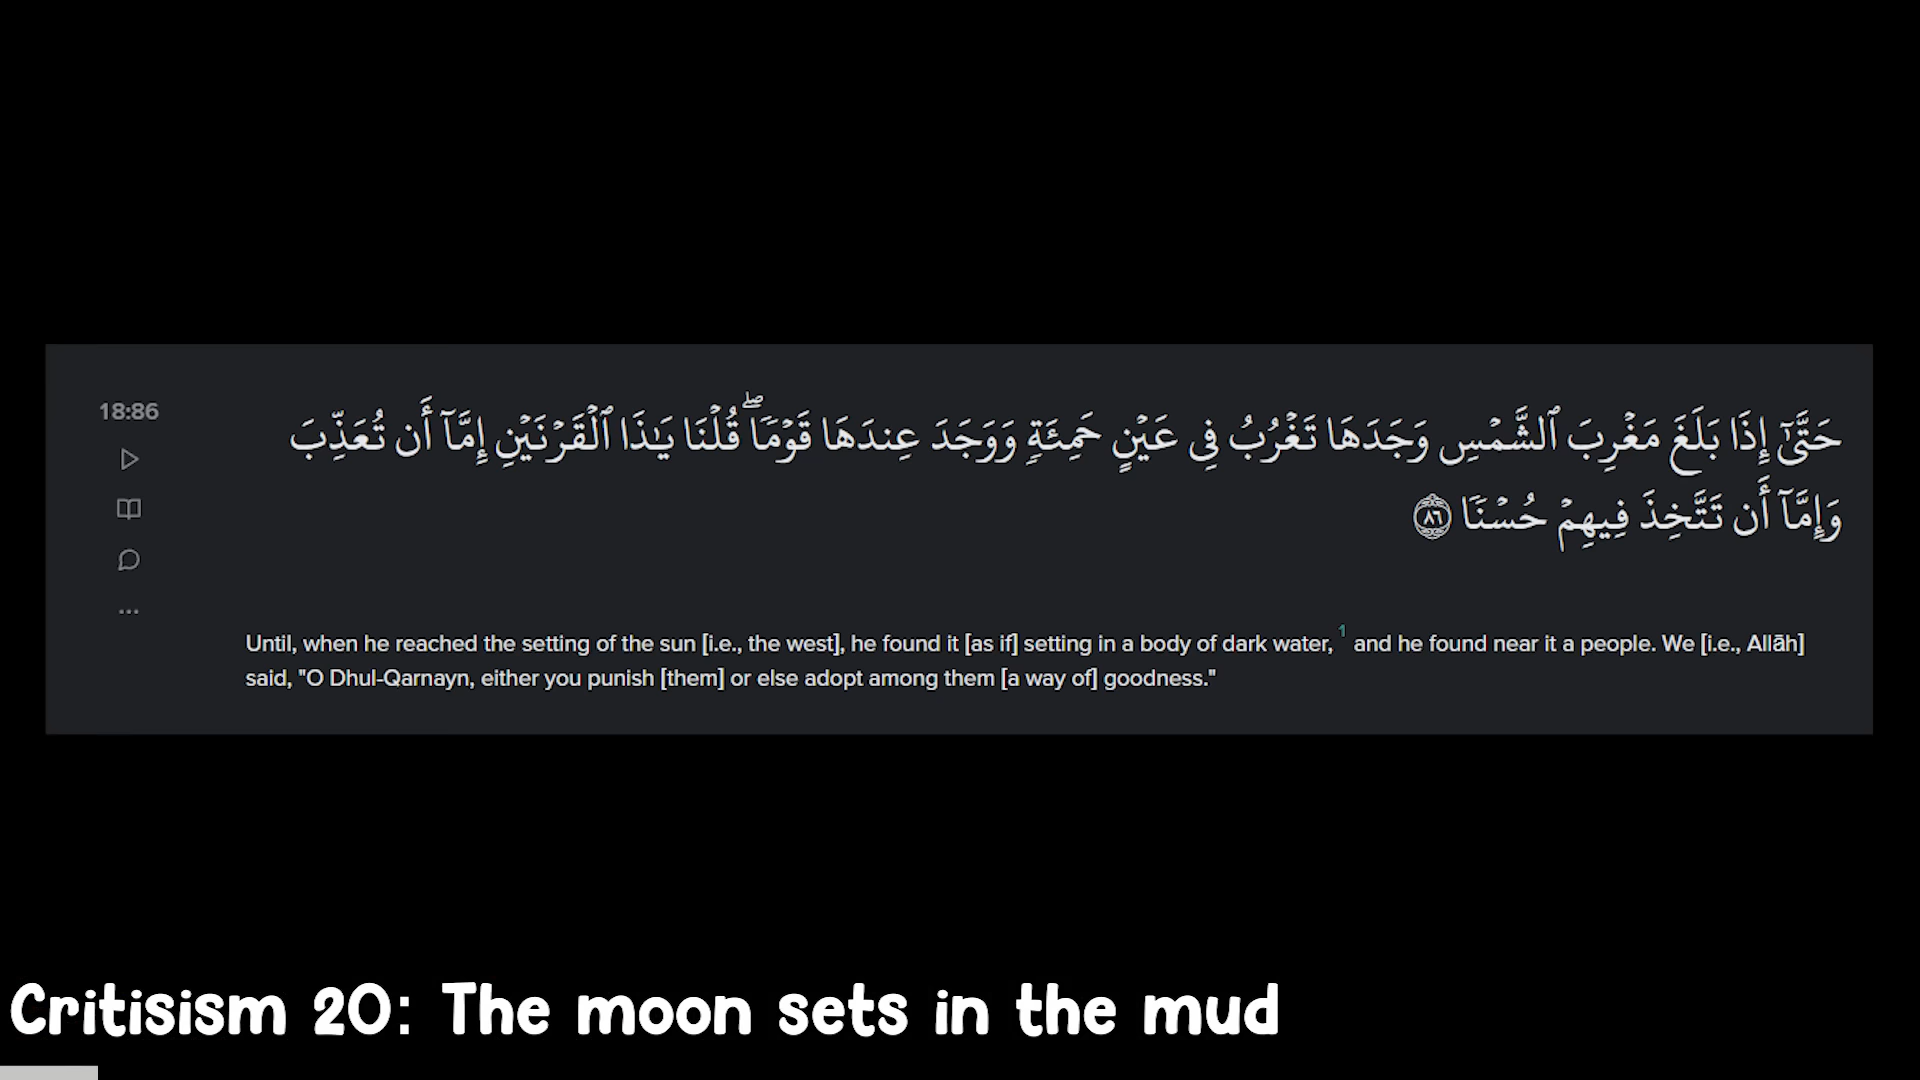 18:86
حَتَّىٰٓ إِذَا بَلَغَ مَغْرِبَ ٱلشَّمْسِ وَجَدَهَا تَغْرُبُ فِى عَيْنٍ حَمِئَةٍ وَوَجَدَ عِندَهَا قَوْمًا ۗ قُلْنَا يَـٰذَا ٱلْقَرْنَيْنِ إِمَّآ أَن تُعَذِّبَ
وَإِمَّآ أَن تَتَّخِذَ فِيهِمْ حُسْنًا ٨٦
Until, when he reached the setting of the sun [i.e., the west], he found it [as if] setting in a body of dark water, 1 and he found near it a people. We [i.e., Allāh]
said, "O Dhul-Qarnayn, either you punish [them] or else adopt among them [a way of] goodness."
Critisism 20: The moon sets in the mud